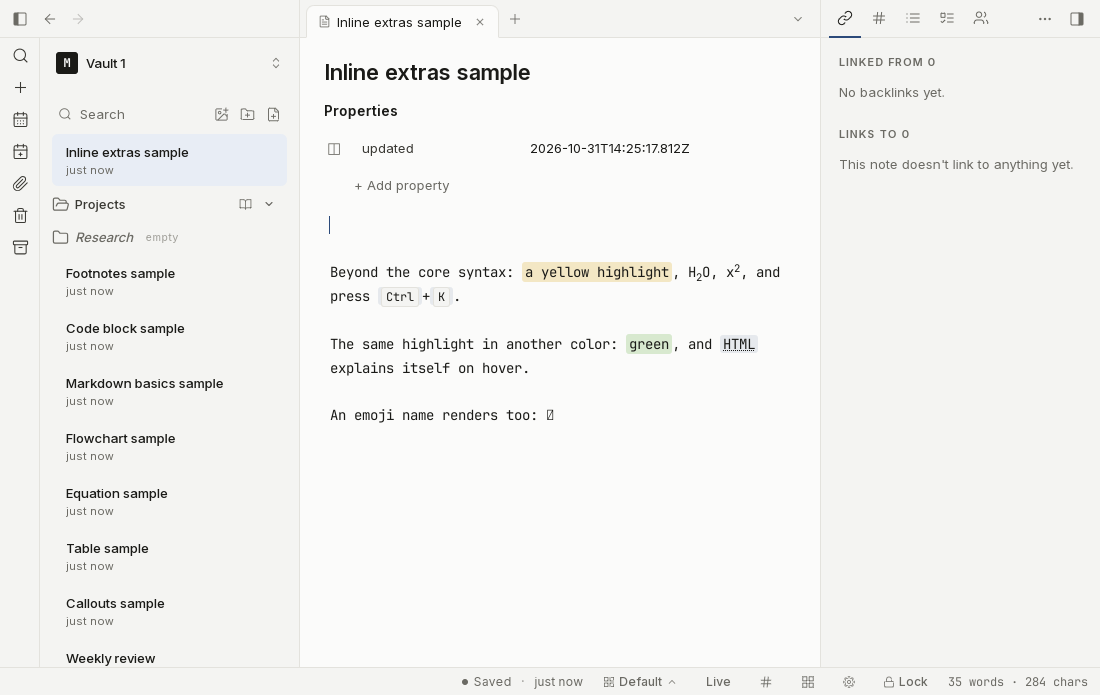 Inline extras sample
M Vault 1
Search
Inline extras sample
just now
Projects
Research empty
Footnotes sample
just now
Code block sample
just now
Markdown basics sample
just now
Flowchart sample
just now
Equation sample
just now
Table sample
just now
Callouts sample
just now
Weekly review
Inline extras sample
Properties
updated 2026-10-31T14:25:17.812Z
+ Add property
Beyond the core syntax: a yellow highlight, H₂O, x², and
press Ctrl+K.
The same highlight in another color: green, and HTML
explains itself on hover.
An emoji name renders too:
LINKED FROM 0
No backlinks yet.
LINKS TO 0
This note doesn't link to anything yet.
Saved · just now Default Live Lock 35 words · 284 chars